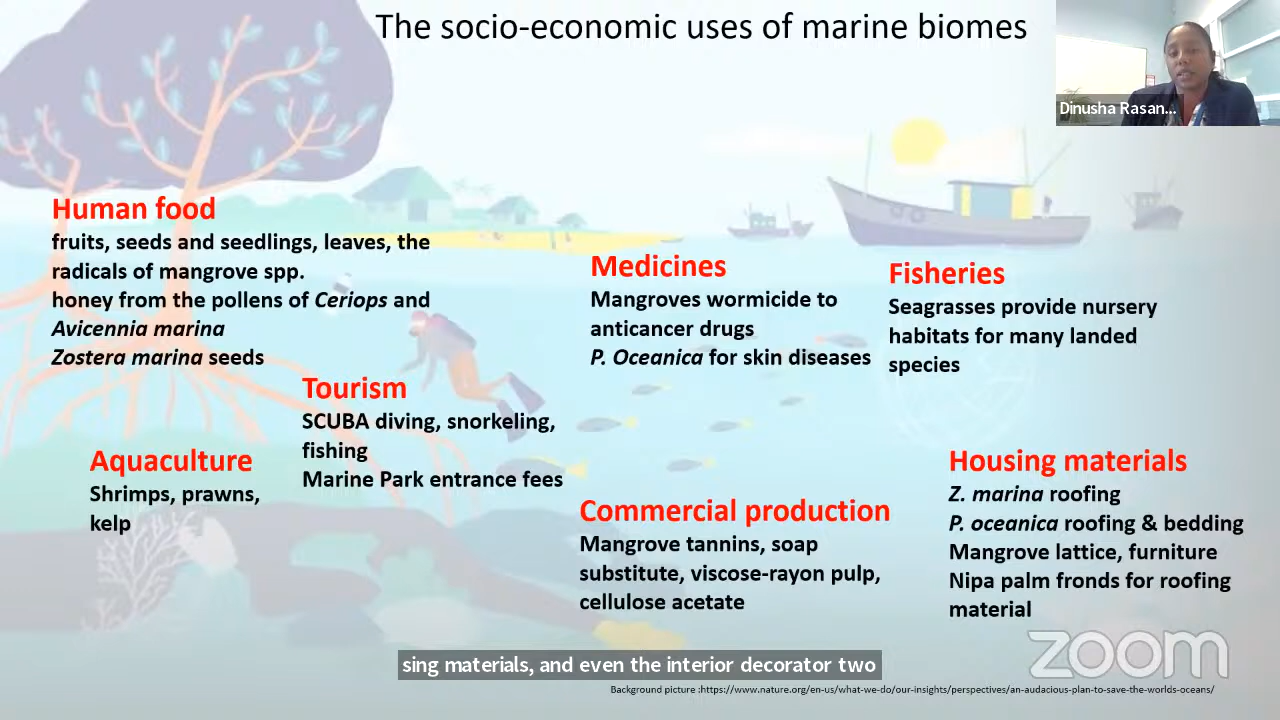 The socio-economic uses of marine biomes
Dinusha Rasan...
Human food
fruits, seeds and seedlings, leaves, the
radicals of mangrove spp.
honey from the pollens of Ceriops and
Avicennia marina
Zostera marina seeds
Medicines
Mangroves wormicide to
anticancer drugs
P. Oceanica for skin diseases
Fisheries
Seagrasses provide nursery
habitats for many landed
species
Tourism
SCUBA diving, snorkeling,
fishing
Marine Park entrance fees
Aquaculture
Shrimps, prawns,
kelp
Commercial production
Mangrove tannins, soap
substitute, viscose-rayon pulp,
cellulose acetate
Housing materials
Z. marina roofing
P. oceanica roofing & bedding
Mangrove lattice, furniture
Nipa palm fronds for roofing
material
zoom
sing materials, and even the interior decorator two
Background picture :https://www.nature.org/en-us/what-we-do/our-insights/perspectives/an-audacious-plan-to-save-the-worlds-oceans/